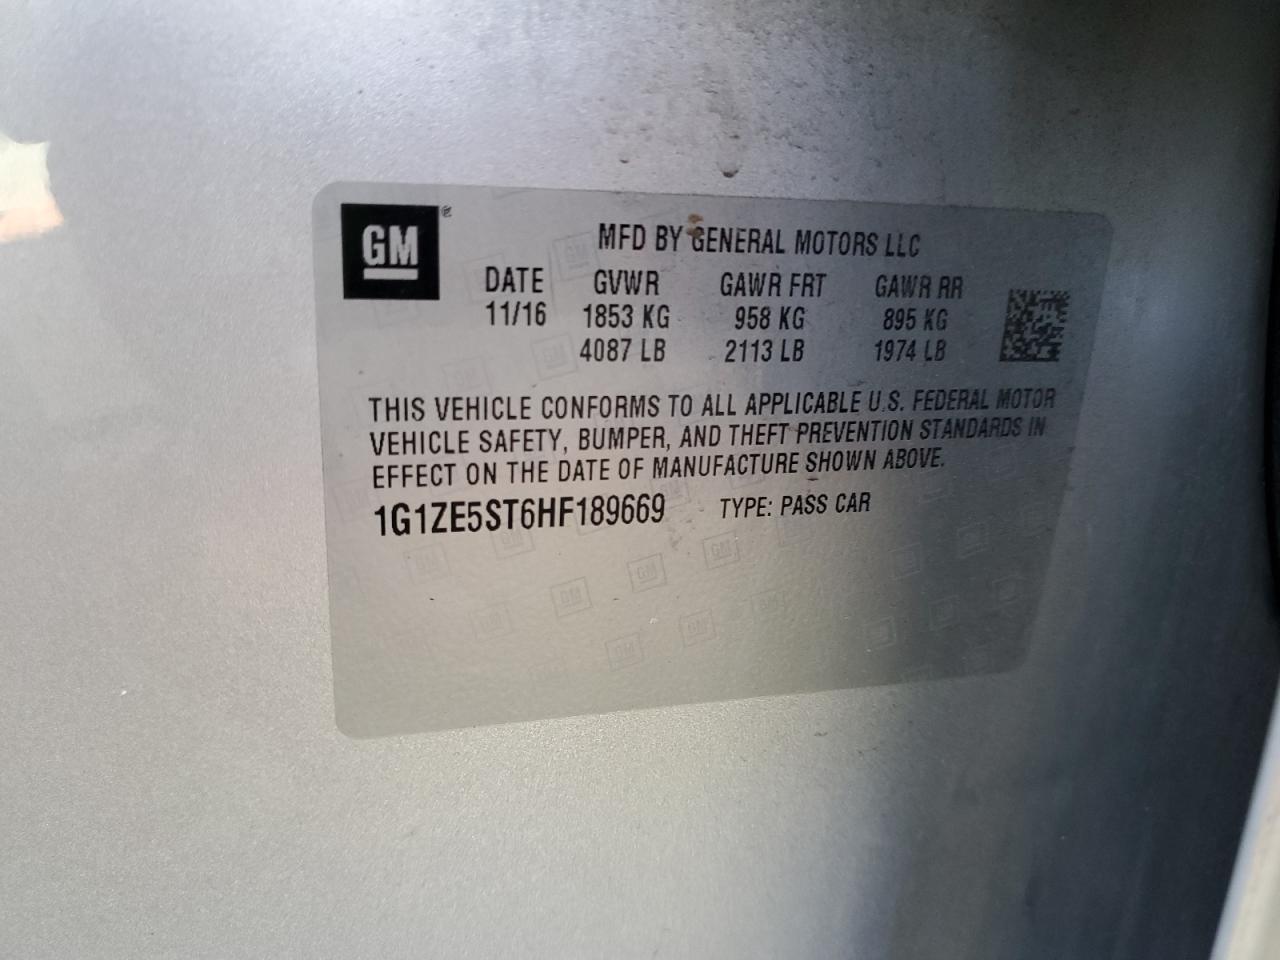 GM ®
MFD BY GENERAL MOTORS LLC
DATE GVWR GAWR FRT GAWR RR
11/16 1853 KG 958 KG 895 KG
4087 LB 2113 LB 1974 LB
THIS VEHICLE CONFORMS TO ALL APPLICABLE U.S. FEDERAL MOTOR
VEHICLE SAFETY, BUMPER, AND THEFT PREVENTION STANDARDS IN
EFFECT ON THE DATE OF MANUFACTURE SHOWN ABOVE.
1G1ZE5ST6HF189669 TYPE: PASS CAR